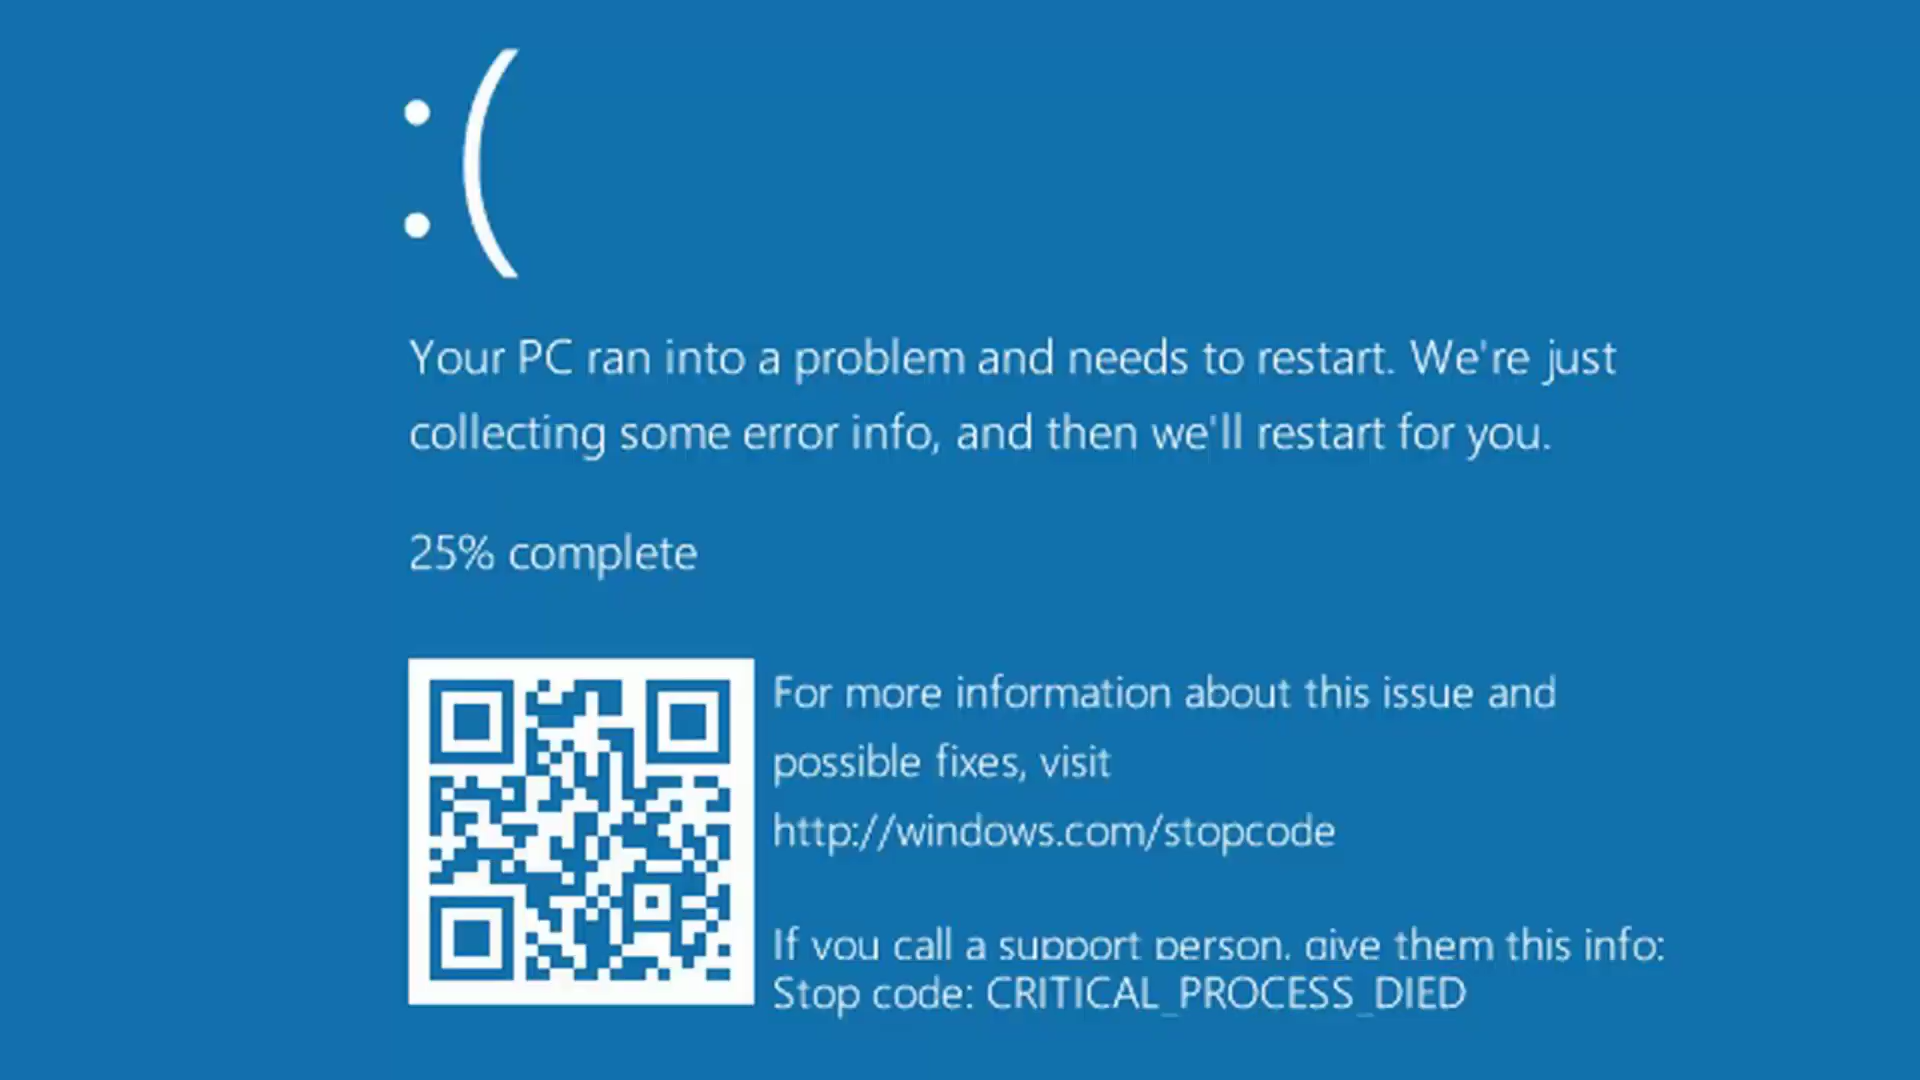 :(
Your PC ran into a problem and needs to restart. We're just
collecting some error info, and then we'll restart for you.
25% complete
For more information about this issue and
possible fixes, visit
http://windows.com/stopcode
If you call a support person, give them this info:
Stop code: CRITICAL_PROCESS_DIED